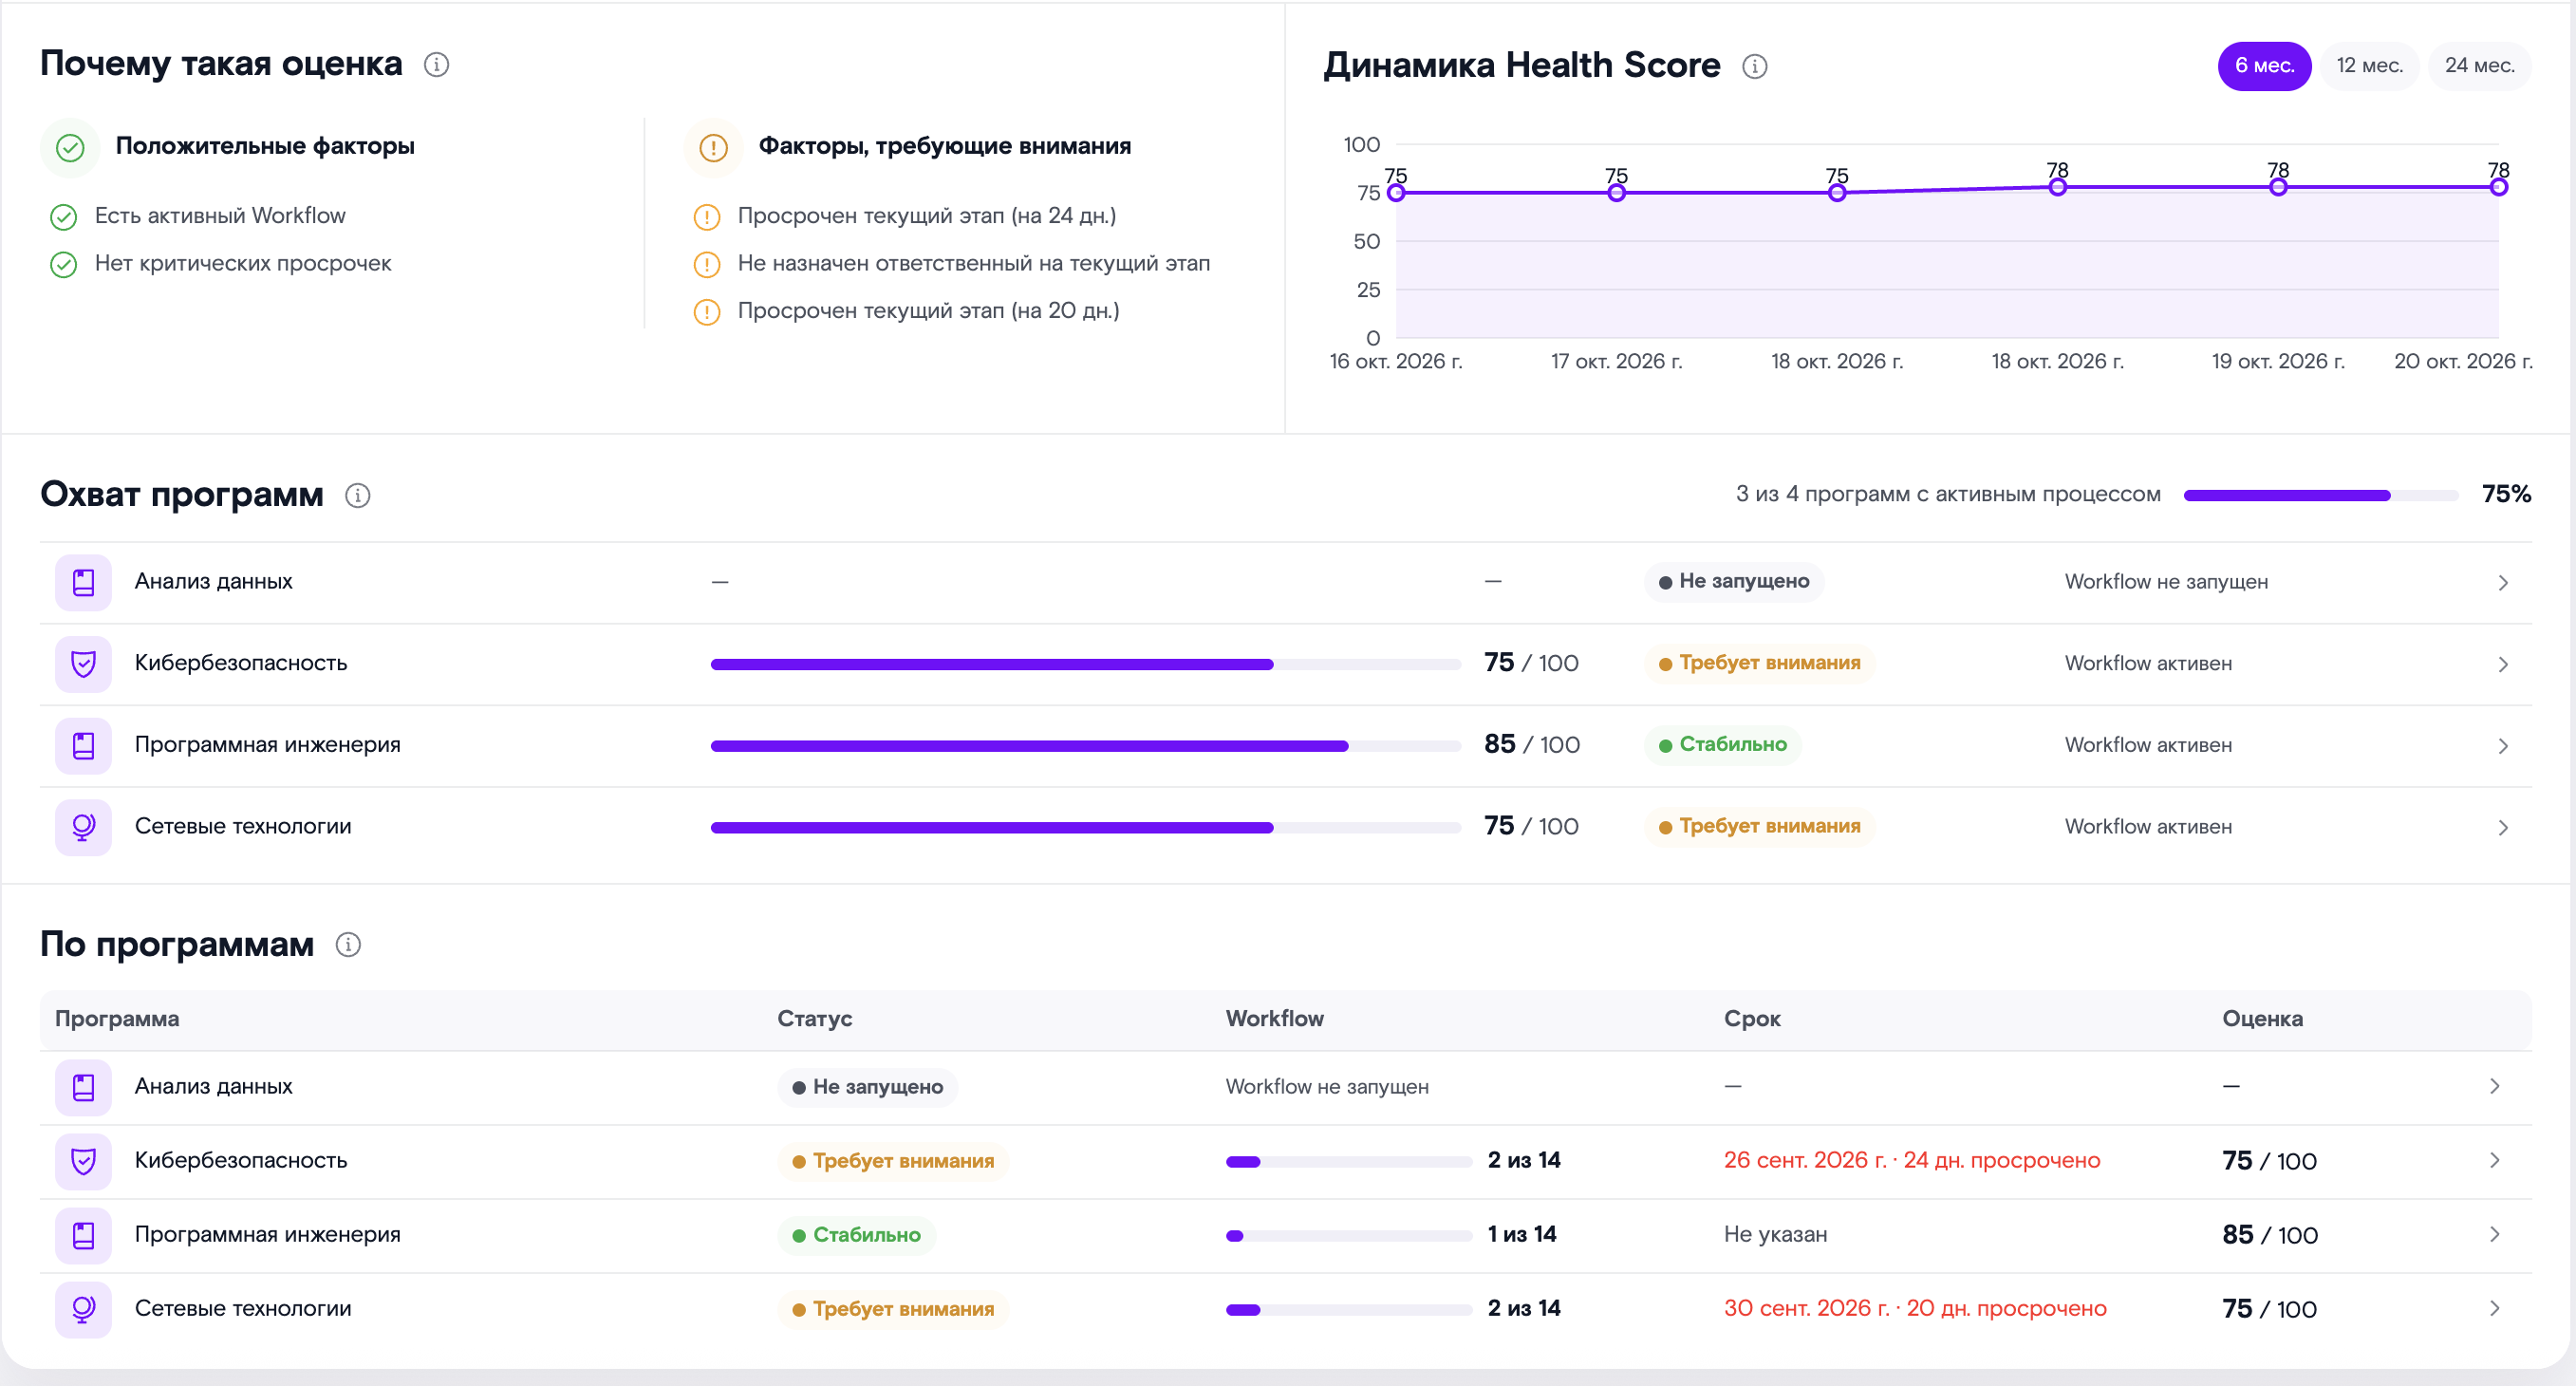 Почему такая оценка
Положительные факторы
Есть активный Workflow
Нет критических просрочек
Факторы, требующие внимания
Просрочен текущий этап (на 24 дн.)
Не назначен ответственный на текущий этап
Просрочен текущий этап (на 20 дн.)
Динамика Health Score
6 мес. 12 мес. 24 мес.
100
75
50
25
0
75 75 75 78 78 78
16 окт. 2026 г. 17 окт. 2026 г. 18 окт. 2026 г. 18 окт. 2026 г. 19 окт. 2026 г. 20 окт. 2026 г.
Охват программ
3 из 4 программ с активным процессом 75%
Анализ данных — — Не запущено Workflow не запущен
Кибербезопасность 75 / 100 Требует внимания Workflow активен
Программная инженерия 85 / 100 Стабильно Workflow активен
Сетевые технологии 75 / 100 Требует внимания Workflow активен
По программам
Программа Статус Workflow Срок Оценка
Анализ данных Не запущено Workflow не запущен — —
Кибербезопасность Требует внимания 2 из 14 26 сент. 2026 г. · 24 дн. просрочено 75 / 100
Программная инженерия Стабильно 1 из 14 Не указан 85 / 100
Сетевые технологии Требует внимания 2 из 14 30 сент. 2026 г. · 20 дн. просрочено 75 / 100